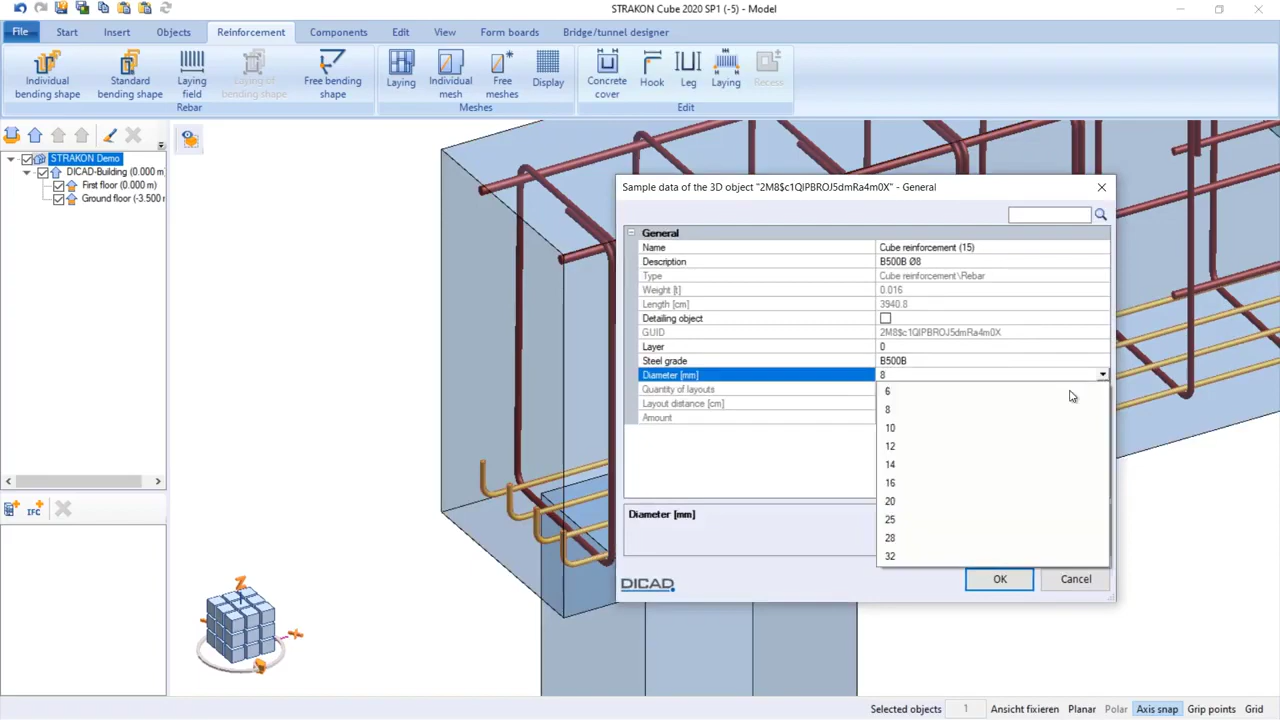 STRAKON Cube 2020 SP1 (-5) - Model
File Start Insert Objects Reinforcement Components Edit View Form boards Bridge/tunnel designer
Individual bending shape
Standard bending shape
Laying field
Laying of bending shape
Free bending shape
Laying
Individual mesh
Free meshes
Display
Concrete cover
Hook
Leg
Laying
Recess
Rebar Meshes Edit
STRAKON Demo
DICAD-Building (0.000 m)
First floor (0.000 m)
Ground floor (-3.500
IFC
Sample data of the 3D object "2M8$c1QIPBROJ5dmRa4m0X" - General
General
Name Cube reinforcement (15)
Description B500B Ø8
Type Cube reinforcement\Rebar
Weight [t] 0.016
Length [cm] 3940.8
Detailing object
GUID 2M8$c1QIPBROJ5dmRa4m0X
Layer 0
Steel grade B500B
Diameter [mm] 8
Quantity of layouts
Layout distance [cm]
Amount
6
8
10
12
14
16
20
25
28
32
Diameter [mm]
DICAD
OK Cancel
Z
Selected objects 1 Ansicht fixieren Planar Polar Axis snap Grip points Grid